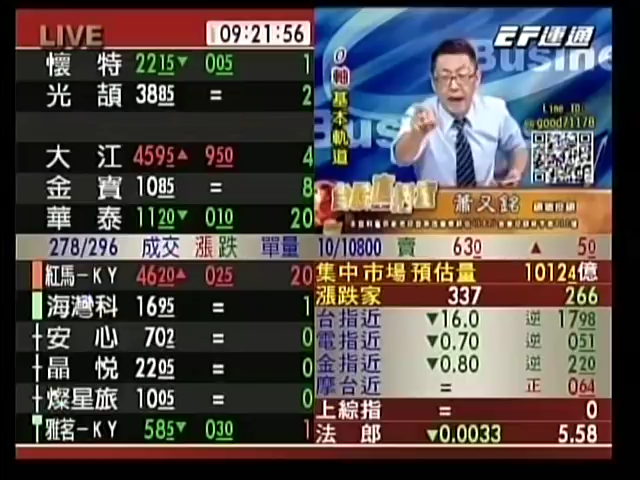 LIVE 09:21:56
懷特 2215▼ 005 1
光頡 3885 = 2
大江 4595▲ 950 4
金寶 1085 = 8
華泰 1120▼ 010 20
278/296 成交 漲跌 單量
紅馬－KY 4620▲ 025 20
海灣科 1695 = 1
安心 702 = 0
晶悦 2205 = 0
燦星旅 1005 = 0
雅茗－KY 585▼ 030 1
EF運通
Business
軸基本軌道
Line ID:
@good7178
蕭又銘
10/10800 賣 630 ▲ 50
集中市場預估量 10124億
漲跌家 337 266
台指近 ▼16.0 逆 1798
電指近 ▼0.70 逆 051
金指近 ▼0.80 逆 220
摩台近 = 正 064
上綜指 = 0
法郎 ▼0.0033 5.58